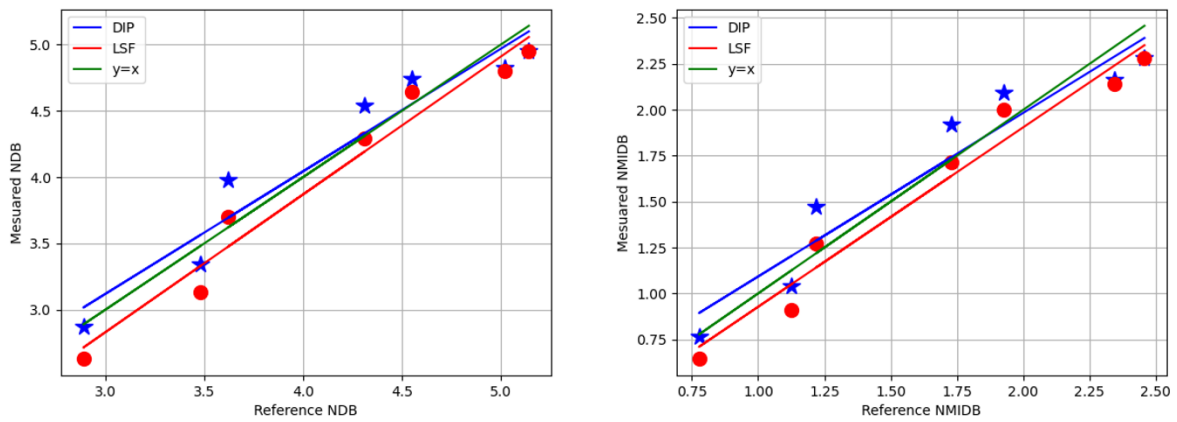 DIP
LSF
y=x
5.0
4.5
4.0
3.5
3.0
3.0 3.5 4.0 4.5 5.0
Mesuared NDB
Reference NDB
DIP
LSF
y=x
2.50
2.25
2.00
1.75
1.50
1.25
1.00
0.75
0.75 1.00 1.25 1.50 1.75 2.00 2.25 2.50
Mesuared NMIDB
Reference NMIDB